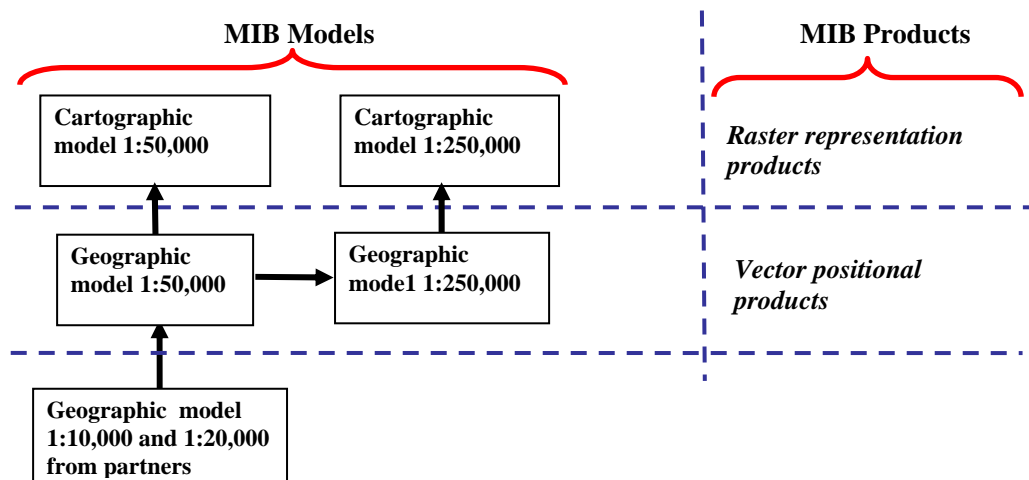 MIB Models
MIB Products
Cartographic
model 1:50,000
Cartographic
model 1:250,000
Raster representation
products
Geographic
model 1:50,000
Geographic
mode1 1:250,000
Vector positional
products
Geographic model
1:10,000 and 1:20,000
from partners